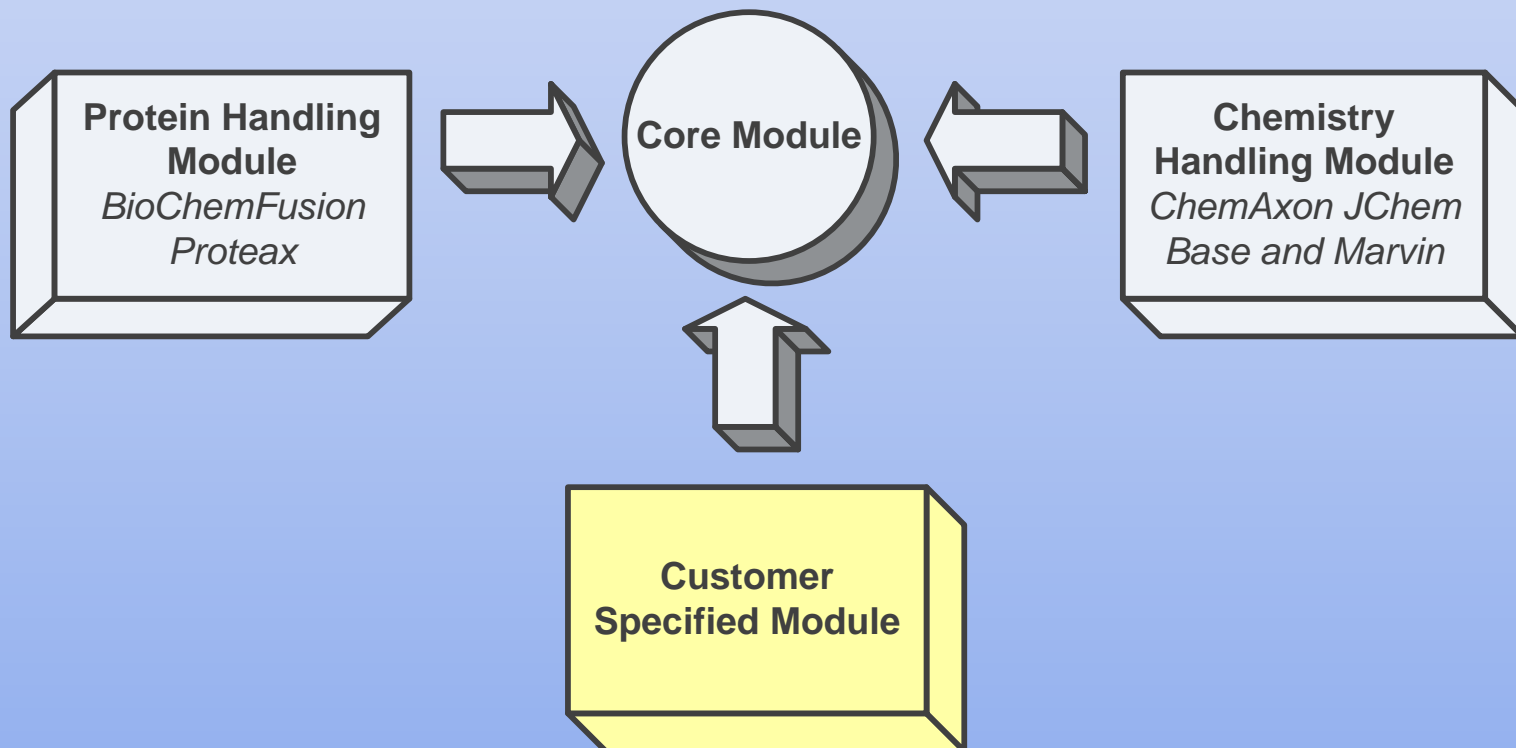 Protein Handling
Module
BioChemFusion
Proteax
Core Module
Chemistry
Handling Module
ChemAxon JChem
Base and Marvin
Customer
Specified Module